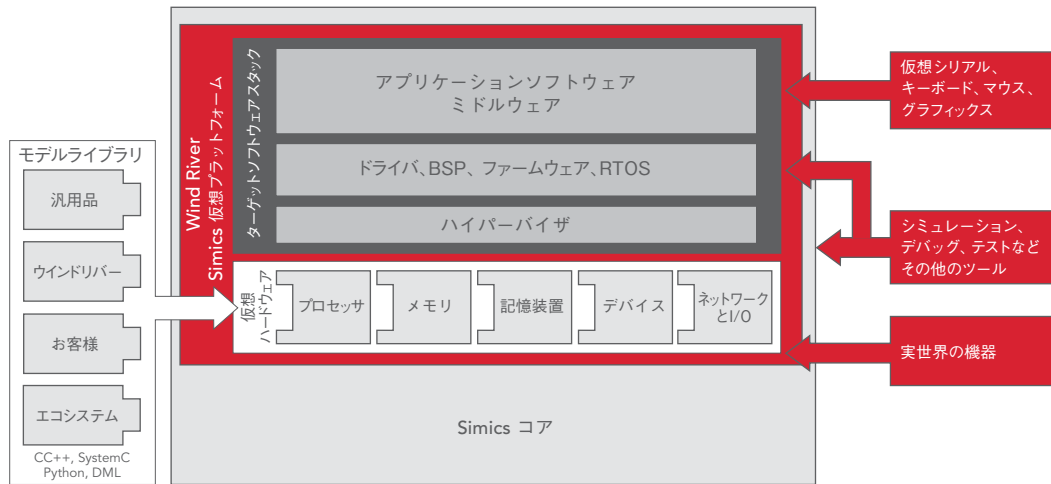 モデルライブラリ
汎用品
ウインドリバー
お客様
エコシステム
CC++, SystemC
Python, DML
Wind River
Simics 仮想プラットフォーム
ターゲットソフトウェアスタック
アプリケーションソフトウェア
ミドルウェア
ドライバ、BSP、ファームウェア、RTOS
ハイパーバイザ
仮想
ハードウェア
プロセッサ
メモリ
記憶装置
デバイス
ネットワーク
とI/O
Simics コア
仮想シリアル、
キーボード、マウス、
グラフィックス
シミュレーション、
デバッグ、テストなど
その他のツール
実世界の機器